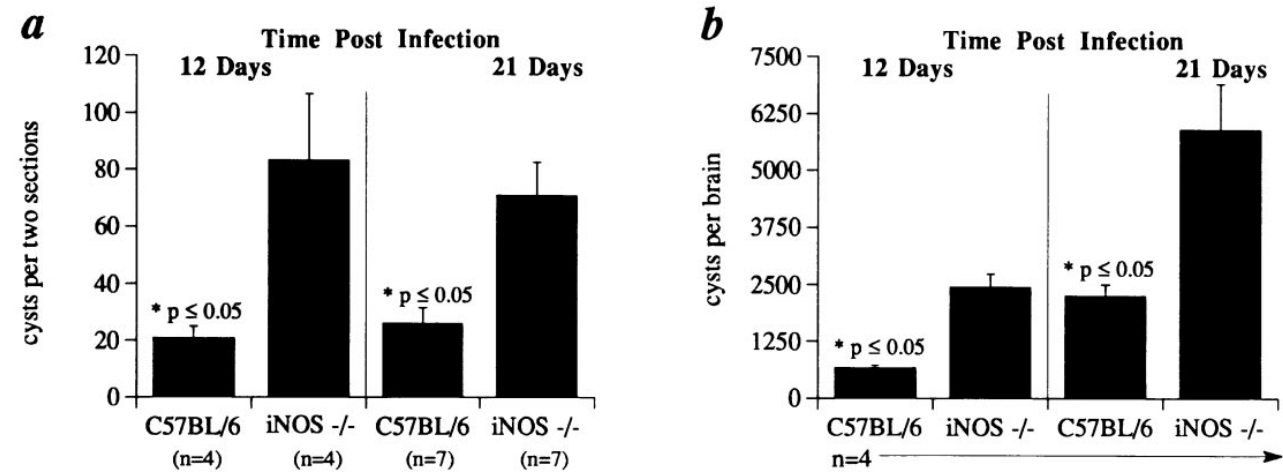 a
Time Post Infection
12 Days 21 Days
cysts per two sections
120
100
80
60
40
20
0
* p ≤ 0.05
* p ≤ 0.05
C57BL/6 iNOS -/- C57BL/6 iNOS -/-
(n=4) (n=4) (n=7) (n=7)
b
Time Post Infection
12 Days 21 Days
cysts per brain
7500
6250
5000
3750
2500
1250
0
* p ≤ 0.05
* p ≤ 0.05
C57BL/6 iNOS -/- C57BL/6 iNOS -/-
n=4